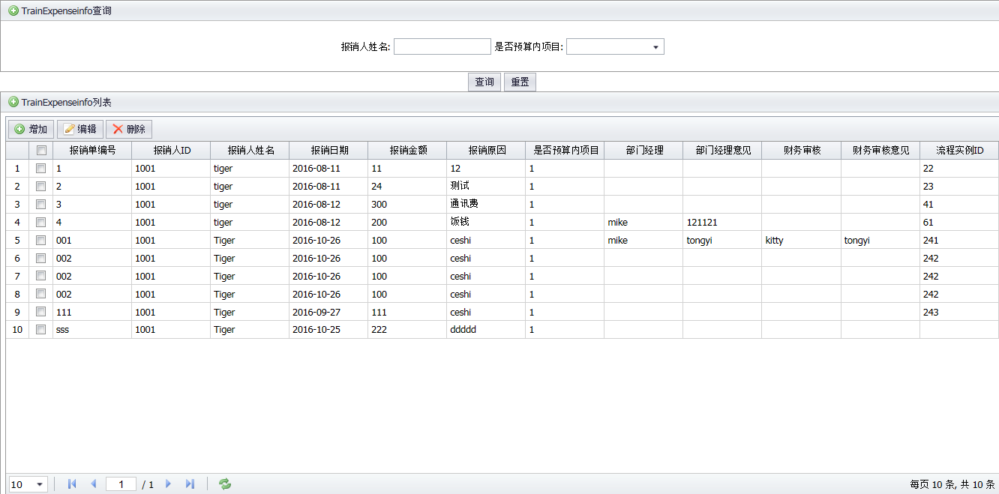 TrainExpenseinfo查询
报销人姓名: 是否预算内项目:
查询 重置
TrainExpenseinfo列表
增加 编辑 删除
报销单编号 报销人ID 报销人姓名 报销日期 报销金额 报销原因 是否预算内项目 部门经理 部门经理意见 财务审核 财务审核意见 流程实例ID
1 1 1001 tiger 2016-08-11 11 12 1 22
2 2 1001 tiger 2016-08-11 24 测试 1 23
3 3 1001 tiger 2016-08-12 300 通讯费 1 41
4 4 1001 tiger 2016-08-12 200 饭钱 1 mike 121121 61
5 001 1001 Tiger 2016-10-26 100 ceshi 1 mike tongyi kitty tongyi 241
6 002 1001 Tiger 2016-10-26 100 ceshi 1 242
7 002 1001 Tiger 2016-10-26 100 ceshi 1 242
8 002 1001 Tiger 2016-10-26 100 ceshi 1 242
9 111 1001 Tiger 2016-09-27 111 ceshi 1 243
10 sss 1001 Tiger 2016-10-25 222 ddddd 1
10 1 / 1 每页 10 条, 共 10 条